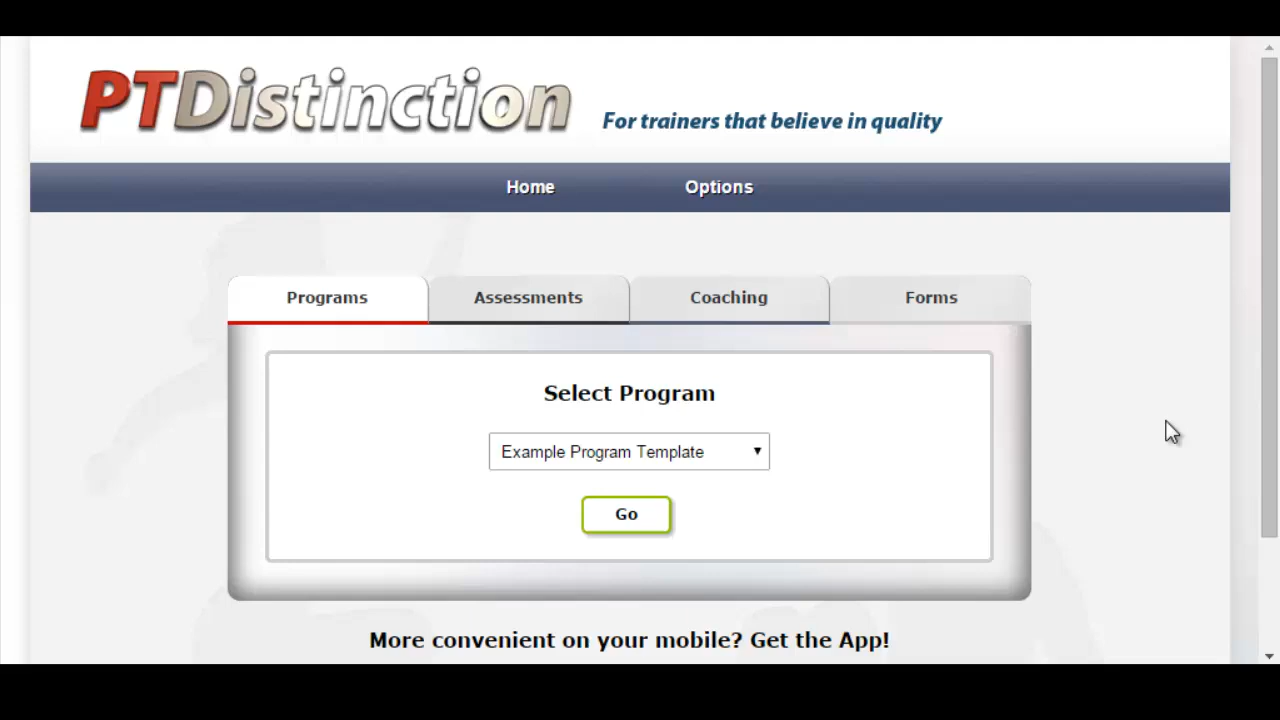 PTDistinction
For trainers that believe in quality
Home Options
Programs Assessments Coaching Forms
Select Program
Example Program Template
Go
More convenient on your mobile? Get the App!